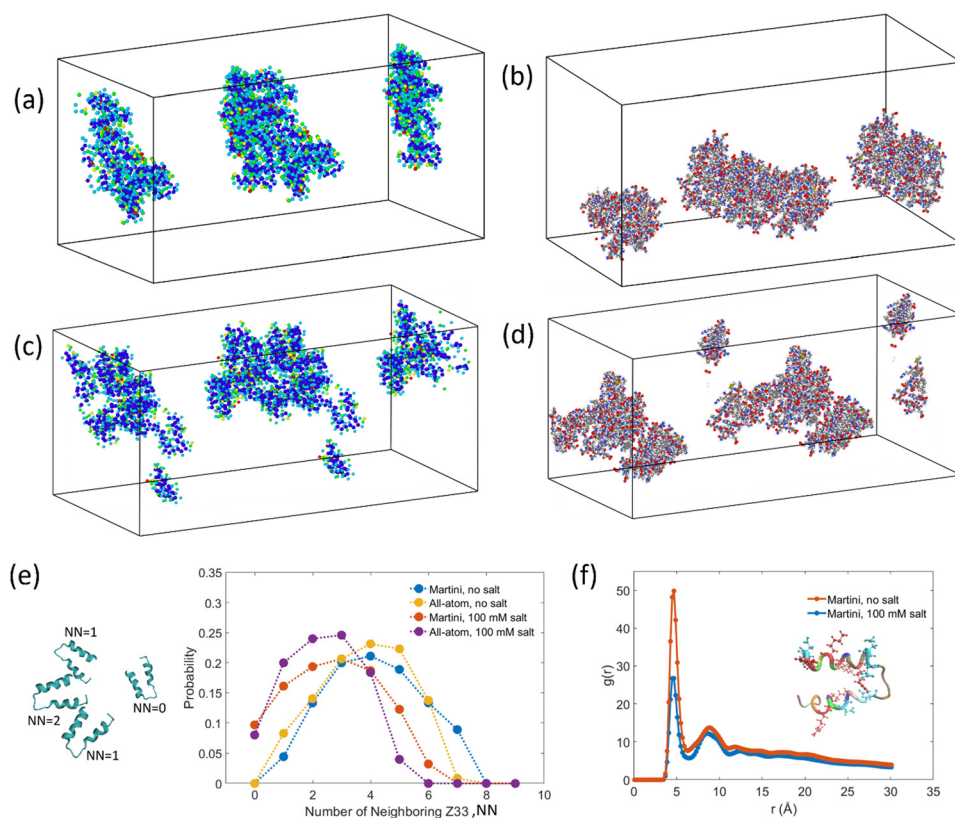 (a)
(b)
(c)
(d)
(e)
NN=1
NN=0
NN=2
NN=1
Probability
0.35
0.3
0.25
0.2
0.15
0.1
0.05
0
0 2 4 6 8 10
Number of Neighboring Z33 ,NN
Martini, no salt
All-atom, no salt
Martini, 100 mM salt
All-atom, 100 mM salt
(f)
g(r)
50
40
30
20
10
0
0 5 10 15 20 25 30
r (Å)
Martini, no salt
Martini, 100 mM salt